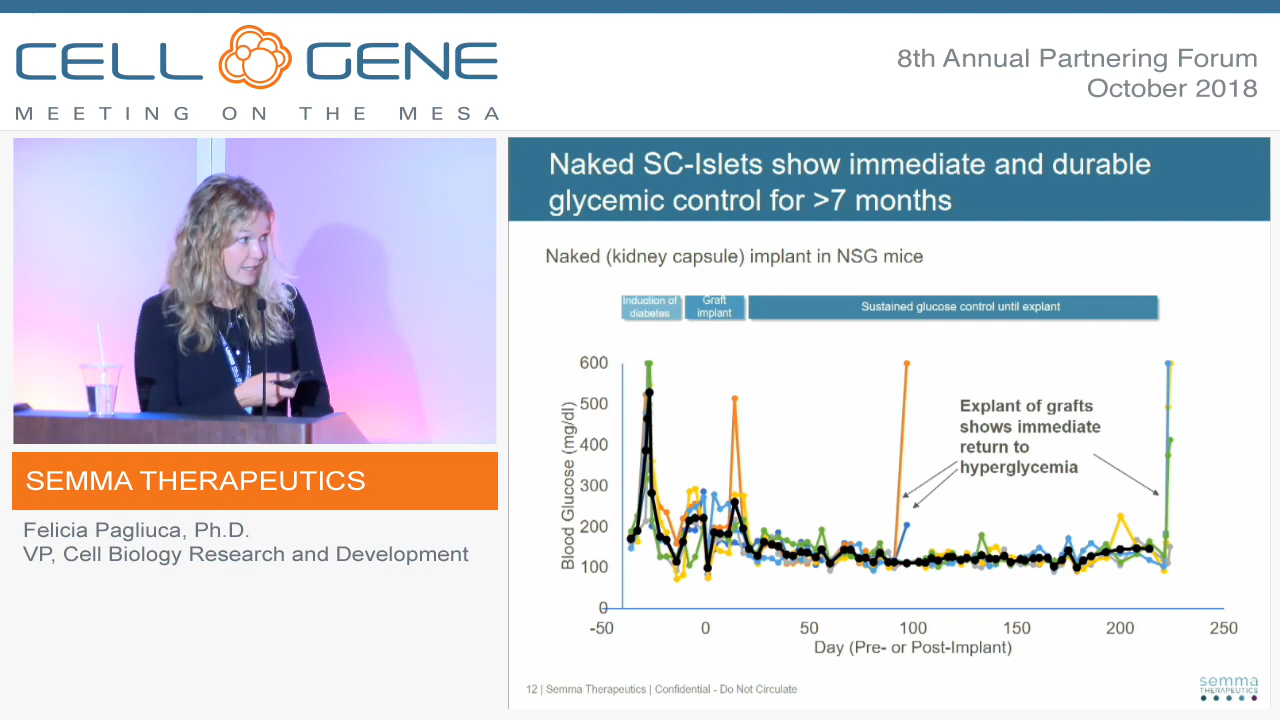 CELL GENE
MEETING ON THE MESA
8th Annual Partnering Forum
October 2018
SEMMA THERAPEUTICS
Felicia Pagliuca, Ph.D.
VP, Cell Biology Research and Development
Naked SC-Islets show immediate and durable
glycemic control for >7 months
Naked (kidney capsule) implant in NSG mice
Induction of
diabetes
Graft
implant
Sustained glucose control until explant
600
500
400
300
200
100
0
Blood Glucose (mg/dl)
Explant of grafts
shows immediate
return to
hyperglycemia
-50 0 50 100 150 200 250
Day (Pre- or Post-Implant)
12 | Semma Therapeutics | Confidential - Do Not Circulate
semma
THERAPEUTICS